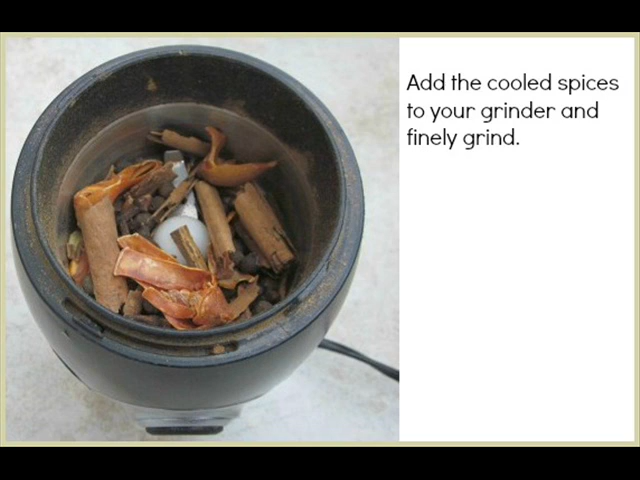 Add the cooled spices
to your grinder and
finely grind.